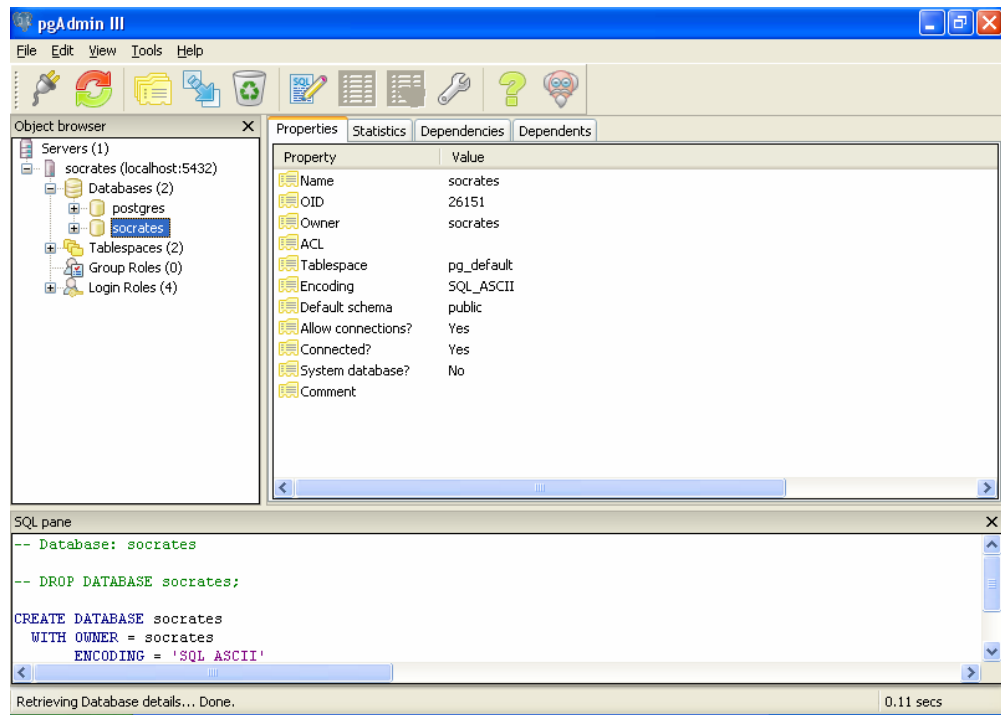 pgAdmin III
File Edit View Tools Help
SQL
Object browser
Servers (1)
socrates (localhost:5432)
Databases (2)
postgres
socrates
Tablespaces (2)
Group Roles (0)
Login Roles (4)
Properties Statistics Dependencies Dependents
Property Value
Name socrates
OID 26151
Owner socrates
ACL
Tablespace pg_default
Encoding SQL_ASCII
Default schema public
Allow connections? Yes
Connected? Yes
System database? No
Comment
SQL pane
-- Database: socrates
-- DROP DATABASE socrates;
CREATE DATABASE socrates
WITH OWNER = socrates
ENCODING = 'SQL_ASCII'
Retrieving Database details... Done. 0.11 secs